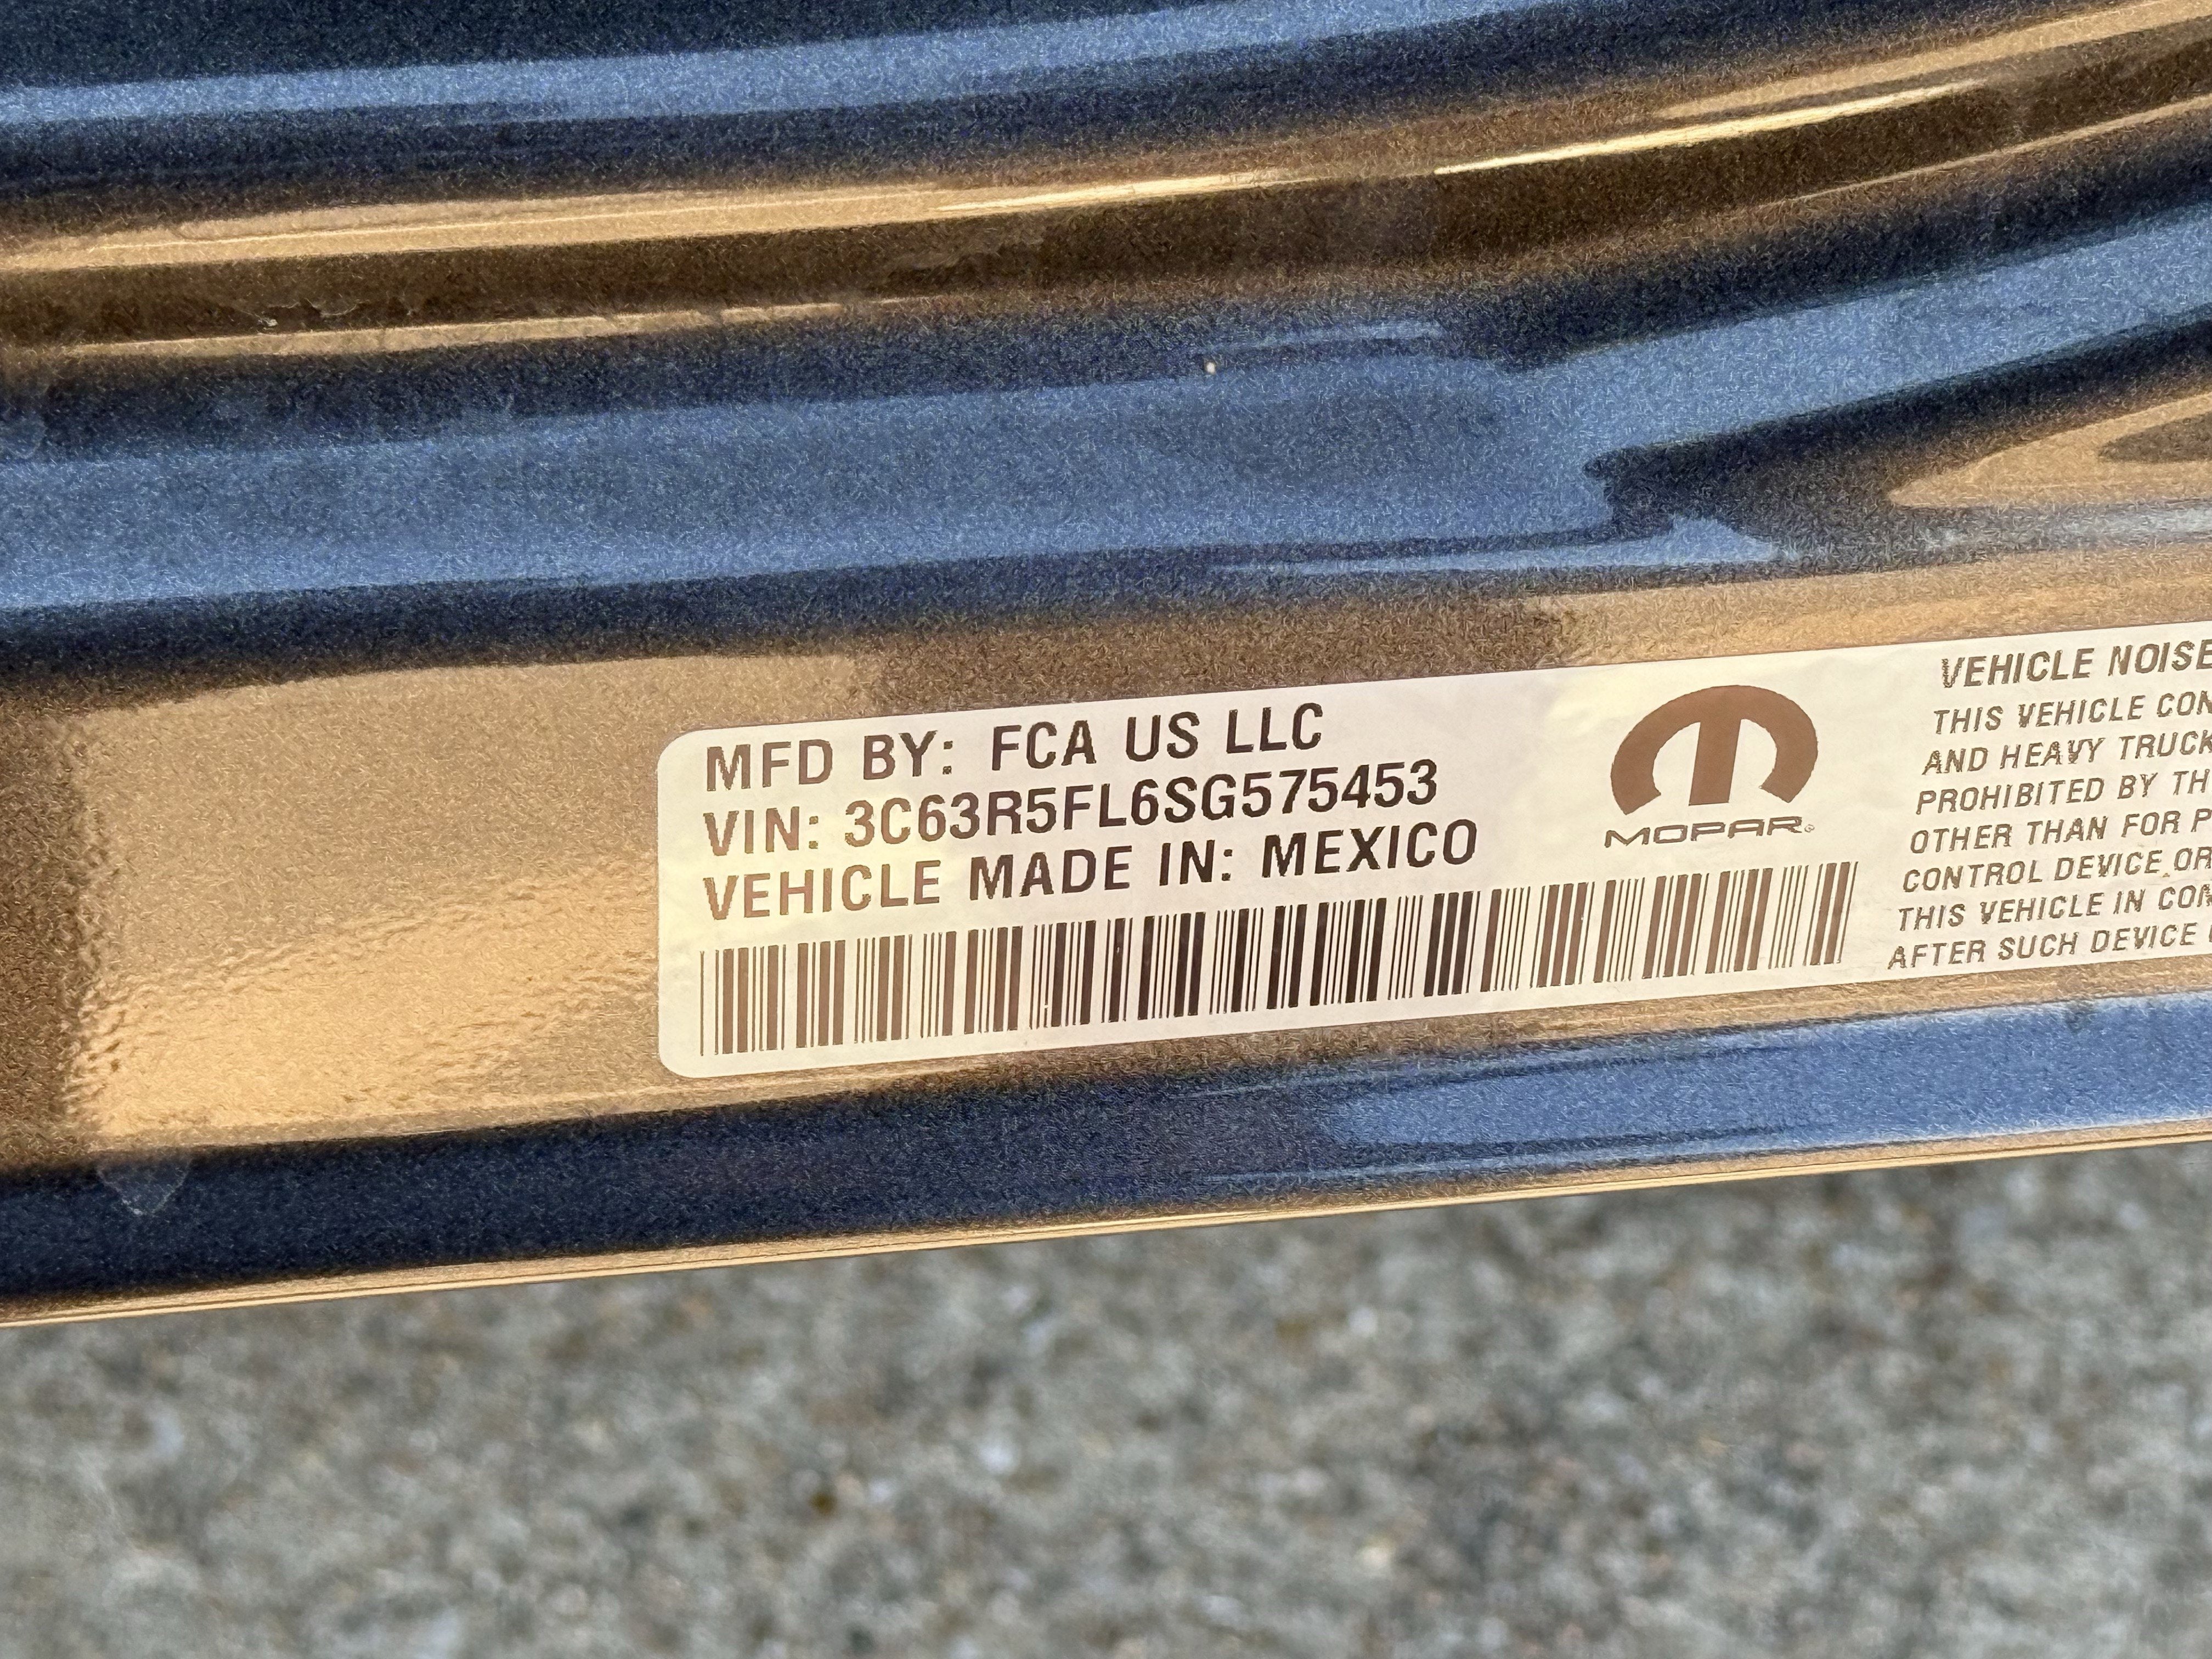 MFD BY: FCA US LLC
VIN: 3C63R5FL6SG575453
VEHICLE MADE IN: MEXICO
MOPAR®
VEHICLE NOISE
THIS VEHICLE CON
AND HEAVY TRUCK
PROHIBITED BY TH
OTHER THAN FOR P
CONTROL DEVICE OR
THIS VEHICLE IN CON
AFTER SUCH DEVICE